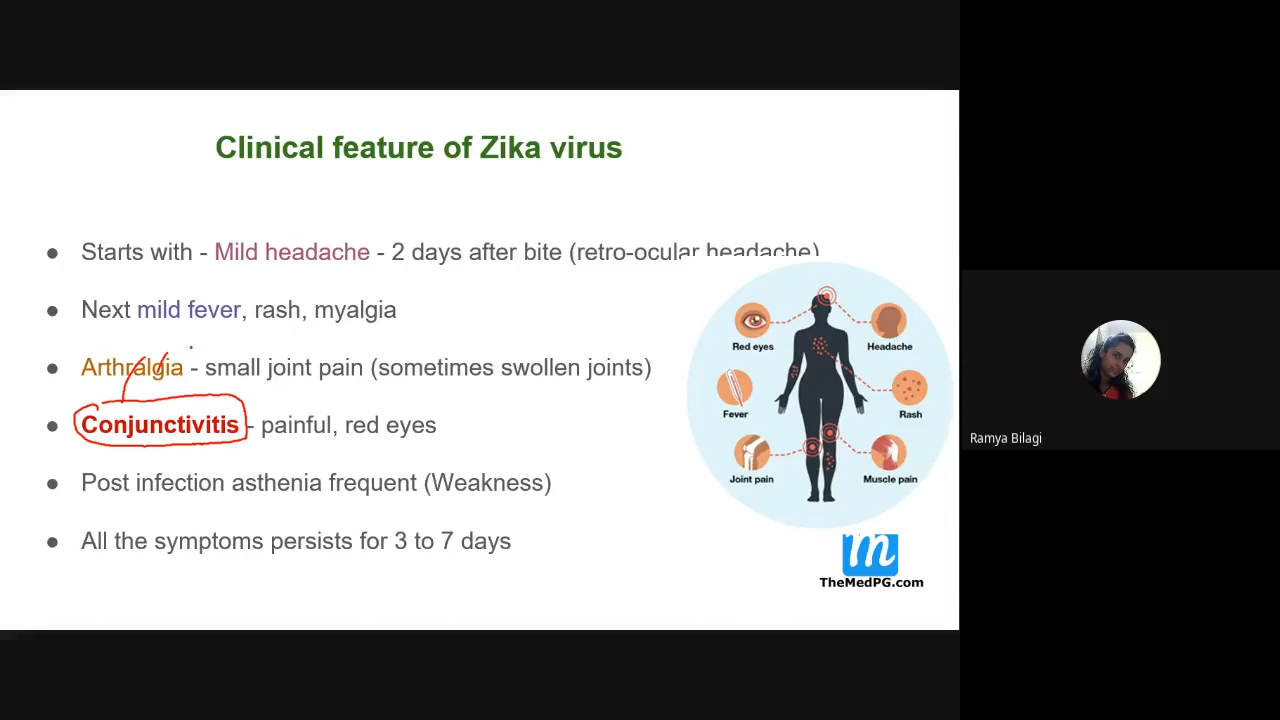 Clinical feature of Zika virus
● Starts with - Mild headache - 2 days after bite (retro-ocular headache)
● Next mild fever, rash, myalgia
● Arthralgia - small joint pain (sometimes swollen joints)
● Conjunctivitis - painful, red eyes
● Post infection asthenia frequent (Weakness)
● All the symptoms persists for 3 to 7 days
Red eyes
Headache
Fever
Rash
Joint pain
Muscle pain
m
TheMedPG.com
Ramya Bilagi